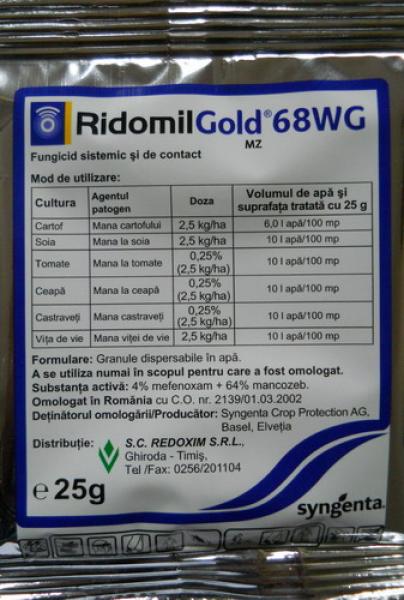 RidomilGold® 68WG
MZ
Fungicid sistemic şi de contact
Mod de utilizare:
Cultura | Agentul patogen | Doza | Volumul de apă şi suprafaţa tratată cu 25 g
Cartof | Mana cartofului | 2,5 kg/ha | 6,0 l apă/100 mp
Soia | Mana la soia | 2,5 kg/ha | 10 l apă/100 mp
Tomate | Mana la tomate | 0,25% (2,5 kg/ha) | 10 l apă/100 mp
Ceapă | Mana la ceapă | 0,25% (2,5 kg/ha) | 10 l apă/100 mp
Castraveţi | Mana castraveţi | 0,25% (2,5 kg/ha) | 10 l apă/100 mp
Viţa de vie | Mana viţei de vie | 2,5 kg/ha | 10 l apă/100 mp
Formulare: Granule dispersabile în apă.
A se utiliza numai în scopul pentru care a fost omologat.
Substanţa activă: 4% mefenoxam + 64% mancozeb.
Omologat în România cu C.O. nr. 2139/01.03.2002
Deţinătorul omologării/Producător: Syngenta Crop Protection AG,
Basel, Elveţia
Distribuţie: S.C. REDOXIM S.R.L.,
Ghiroda - Timiş,
Tel /Fax: 0256/201104
e 25g
syngenta